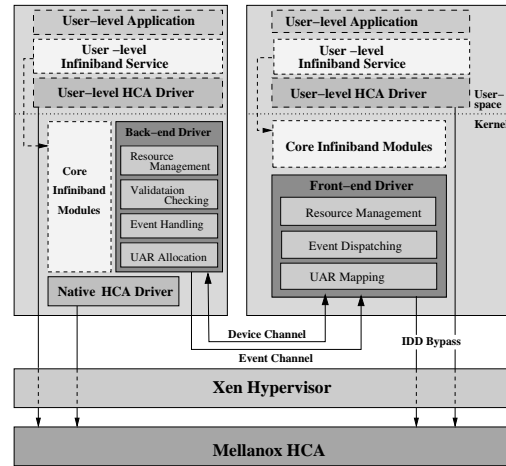 User-level Application
User -level
Infiniband Service
User-level HCA Driver
Core
Infiniband
Modules
Back-end Driver
Resource
Management
Validataion
Checking
Event Handling
UAR Allocation
Native HCA Driver
User-level Application
User -level
Infiniband Service
User-level HCA Driver
User-
space
Kernel
Core Infiniband Modules
Front-end Driver
Resource Management
Event Dispatching
UAR Mapping
Device Channel
Event Channel
IDD Bypass
Xen Hypervisor
Mellanox HCA